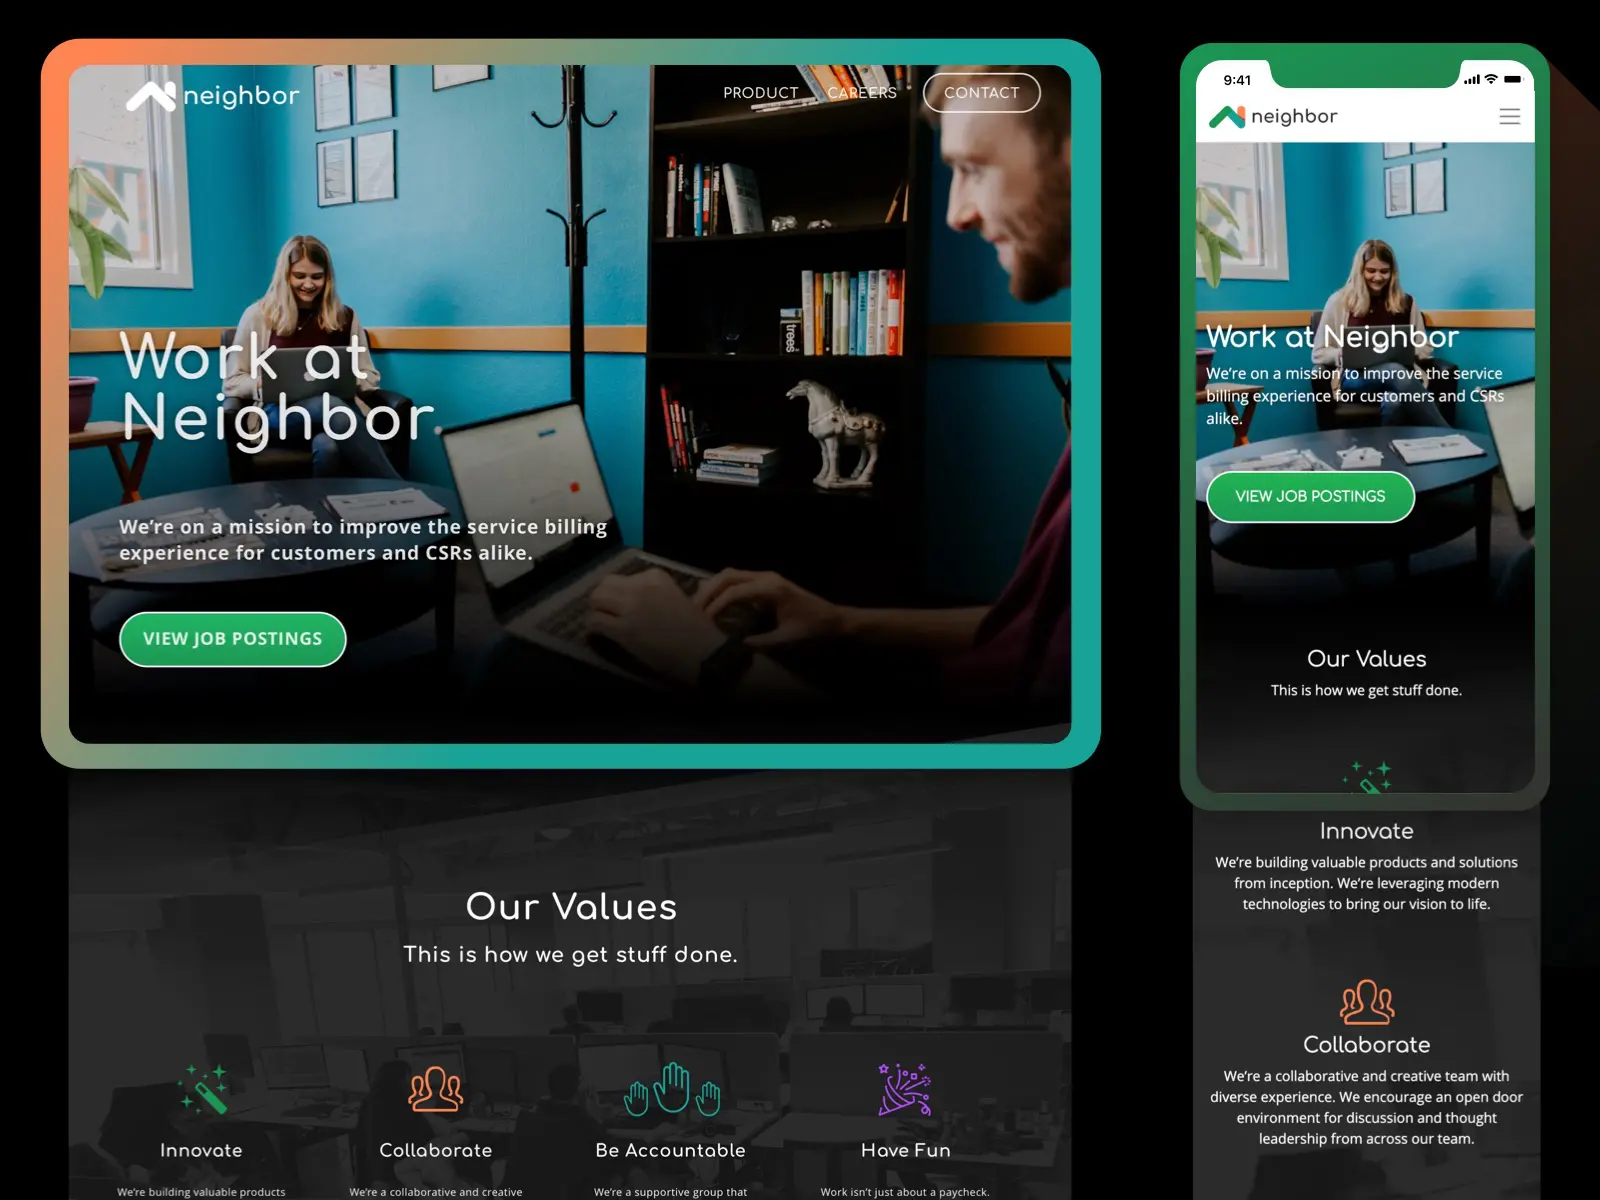 neighbor
PRODUCT
CAREERS
CONTACT
Work at
Neighbor
We’re on a mission to improve the service billing
experience for customers and CSRs alike.
VIEW JOB POSTINGS
trees
Our Values
This is how we get stuff done.
Innovate
Collaborate
Be Accountable
Have Fun
We’re building valuable products
We’re a collaborative and creative
We’re a supportive group that
Work isn’t just about a paycheck.
9:41
neighbor
Work at Neighbor
We’re on a mission to improve the service
billing experience for customers and CSRs
alike.
VIEW JOB POSTINGS
Our Values
This is how we get stuff done.
Innovate
We’re building valuable products and solutions
from inception. We’re leveraging modern
technologies to bring our vision to life.
Collaborate
We’re a collaborative and creative team with
diverse experience. We encourage an open door
environment for discussion and thought
leadership from across our team.